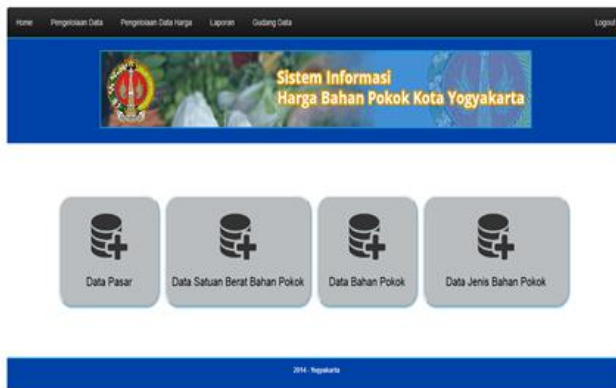 Home Pengelolaan Data Pengelolaan Data Harga Laporan Gudang Data Logout
Sistem Informasi
Harga Bahan Pokok Kota Yogyakarta
Data Pasar Data Satuan Berat Bahan Pokok Data Bahan Pokok Data Jenis Bahan Pokok
2014 - Yogyakarta